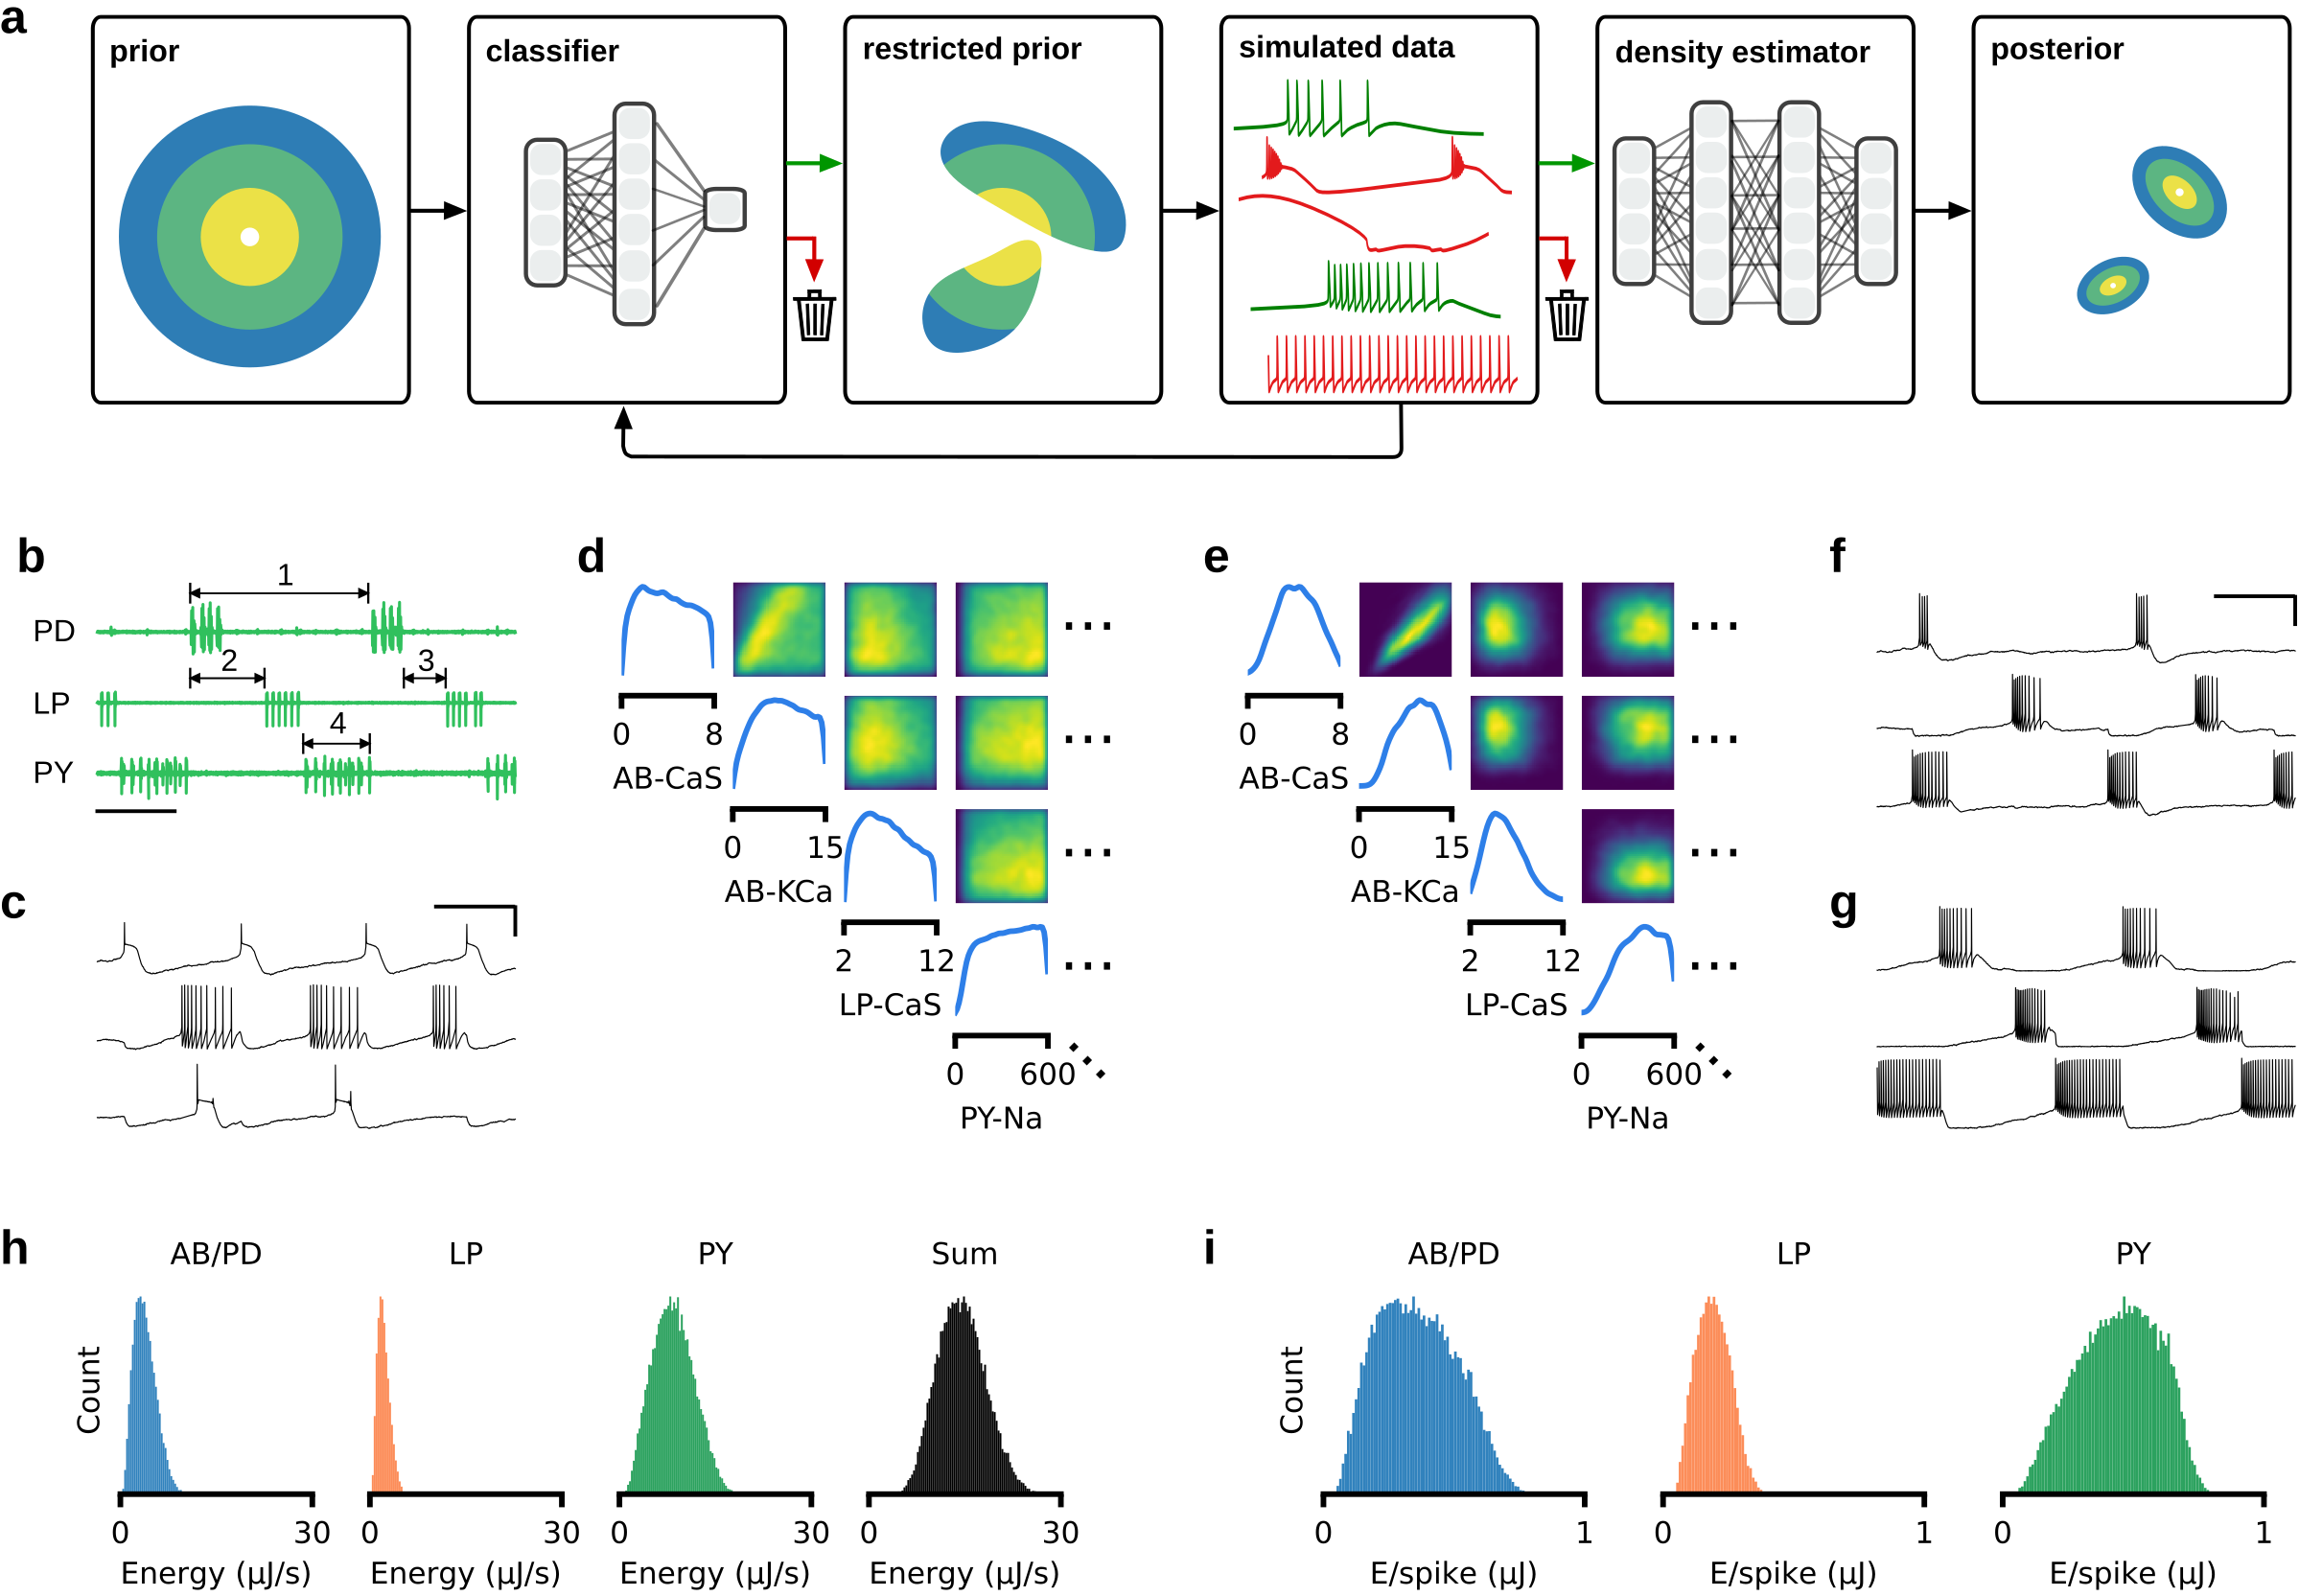 a
prior
classifier
restricted prior
simulated data
density estimator
posterior
b
1
PD
2
3
LP
4
PY
c
d
0 8
AB-CaS
0 15
AB-KCa
2 12
LP-CaS
0 600
PY-Na
e
0 8
AB-CaS
0 15
AB-KCa
2 12
LP-CaS
0 600
PY-Na
f
g
h
AB/PD
LP
PY
Sum
Count
0 30
Energy (μJ/s)
0 30
Energy (μJ/s)
0 30
Energy (μJ/s)
0 30
Energy (μJ/s)
i
AB/PD
LP
PY
Count
0 1
E/spike (μJ)
0 1
E/spike (μJ)
0 1
E/spike (μJ)